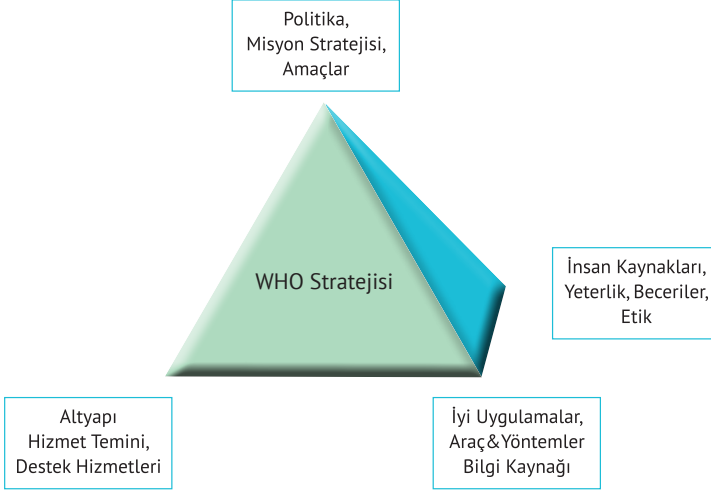 Politika,
Misyon Stratejisi,
Amaçlar
WHO Stratejisi
İnsan Kaynakları,
Yeterlik, Beceriler,
Etik
Altyapı
Hizmet Temini,
Destek Hizmetleri
İyi Uygulamalar,
Araç&Yöntemler
Bilgi Kaynağı